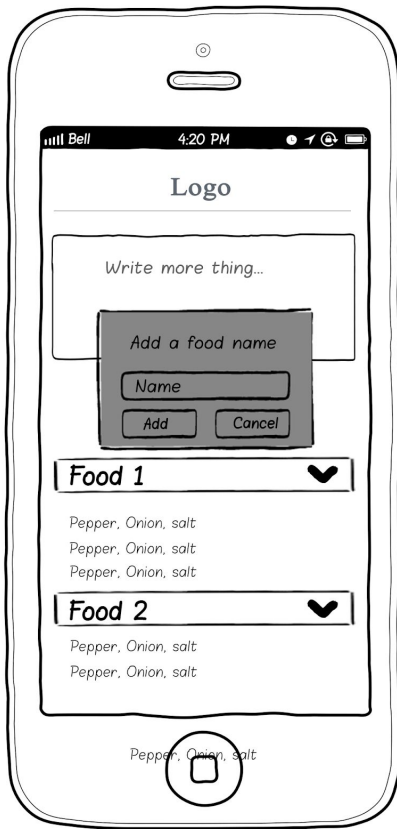 Bell 4:20 PM
Logo
Write more thing...
Add a food name
Name
Add Cancel
Food 1
Pepper, Onion, salt
Pepper, Onion, salt
Pepper, Onion, salt
Food 2
Pepper, Onion, salt
Pepper, Onion, salt
Pepper, Onion, salt